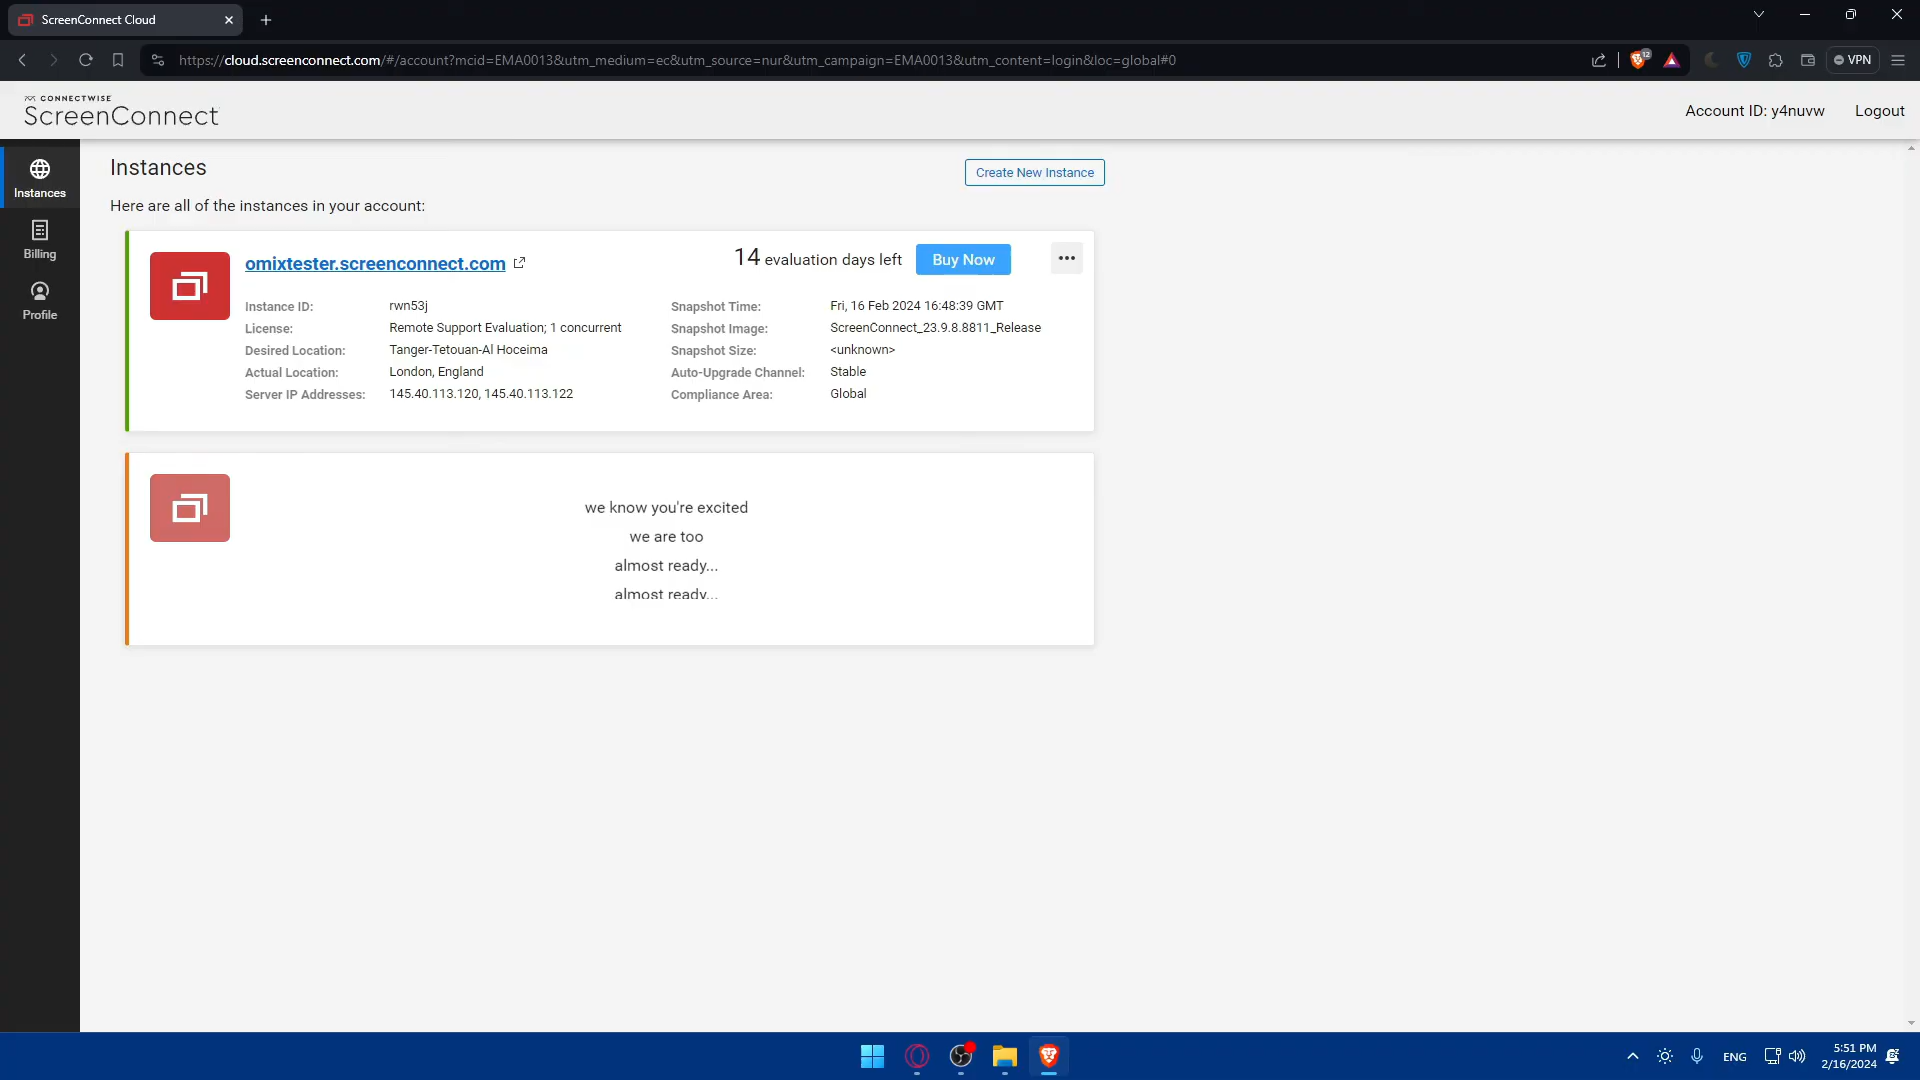 ScreenConnect Cloud
https://cloud.screenconnect.com/#/account?mcid=EMA0013&utm_medium=ec&utm_source=nur&utm_campaign=EMA0013&utm_content=login&loc=global#0
12
VPN
CONNECTWISE
ScreenConnect
Account ID: y4nuvw
Logout
Instances
Billing
Profile
Instances
Create New Instance
Here are all of the instances in your account:
omixtester.screenconnect.com
14 evaluation days left
Buy Now
Instance ID: rwn53j
License: Remote Support Evaluation; 1 concurrent
Desired Location: Tanger-Tetouan-Al Hoceima
Actual Location: London, England
Server IP Addresses: 145.40.113.120, 145.40.113.122
Snapshot Time: Fri, 16 Feb 2024 16:48:39 GMT
Snapshot Image: ScreenConnect_23.9.8.8811_Release
Snapshot Size: <unknown>
Auto-Upgrade Channel: Stable
Compliance Area: Global
we know you're excited
we are too
almost ready...
almost ready...
ENG
5:51 PM
2/16/2024